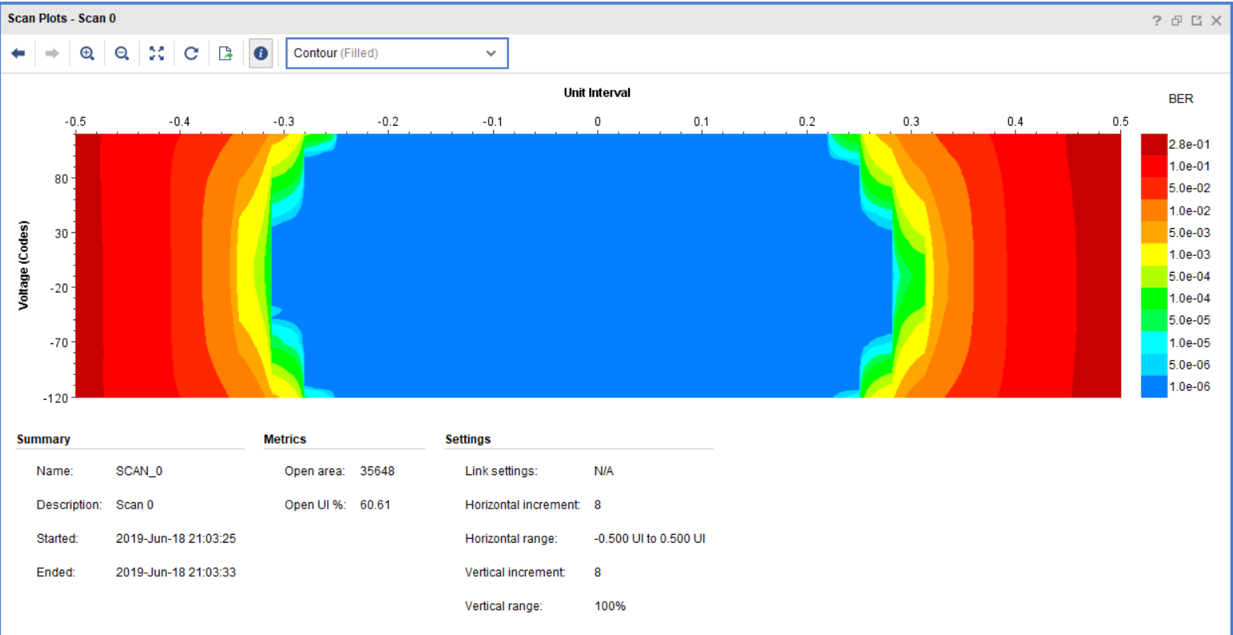 Scan Plots - Scan 0
?
Contour (Filled)
Unit Interval
BER
-0.5 -0.4 -0.3 -0.2 -0.1 0 0.1 0.2 0.3 0.4 0.5
Voltage (Codes)
80
30
-20
-70
-120
2.8e-01
1.0e-01
5.0e-02
1.0e-02
5.0e-03
1.0e-03
5.0e-04
1.0e-04
5.0e-05
1.0e-05
5.0e-06
1.0e-06
Summary
Name: SCAN_0
Description: Scan 0
Started: 2019-Jun-18 21:03:25
Ended: 2019-Jun-18 21:03:33
Metrics
Open area: 35648
Open UI %: 60.61
Settings
Link settings: N/A
Horizontal increment: 8
Horizontal range: -0.500 UI to 0.500 UI
Vertical increment: 8
Vertical range: 100%